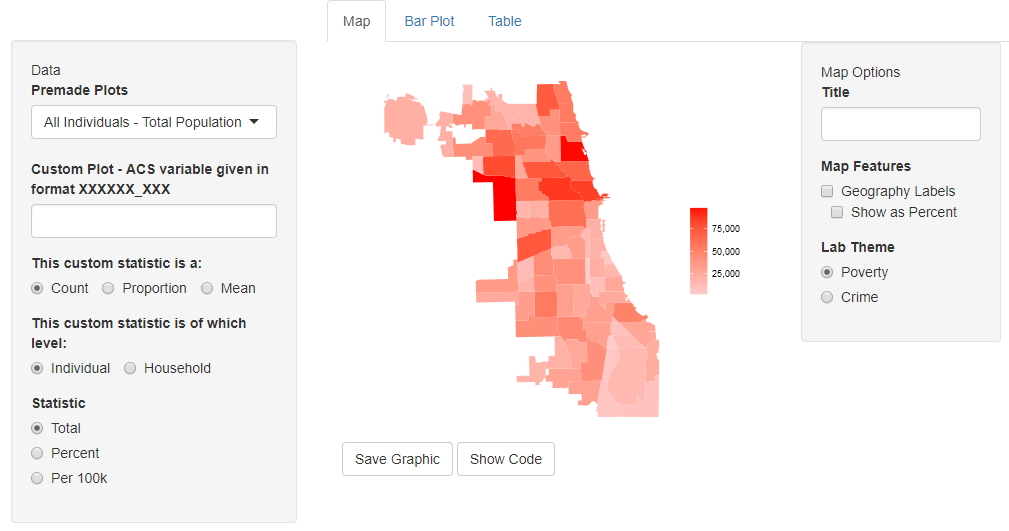 Map
Bar Plot
Table
Data
Premade Plots
All Individuals - Total Population
Custom Plot - ACS variable given in
format XXXXXX_XXX
This custom statistic is a:
Count
Proportion
Mean
This custom statistic is of which
level:
Individual
Household
Statistic
Total
Percent
Per 100k
75,000
50,000
25,000
Save Graphic
Show Code
Map Options
Title
Map Features
Geography Labels
Show as Percent
Lab Theme
Poverty
Crime